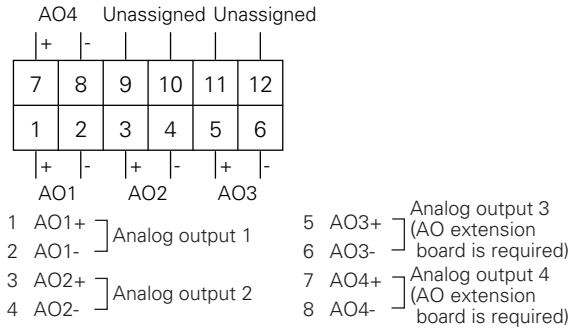 AO4 Unassigned Unassigned
+ -
7 8 9 10 11 12
1 2 3 4 5 6
+ - + - + -
AO1 AO2 AO3
1 AO1+
2 AO1-
Analog output 1
3 AO2+
4 AO2-
Analog output 2
5 AO3+
6 AO3-
Analog output 3
(AO extension
board is required)
7 AO4+
8 AO4-
Analog output 4
(AO extension
board is required)